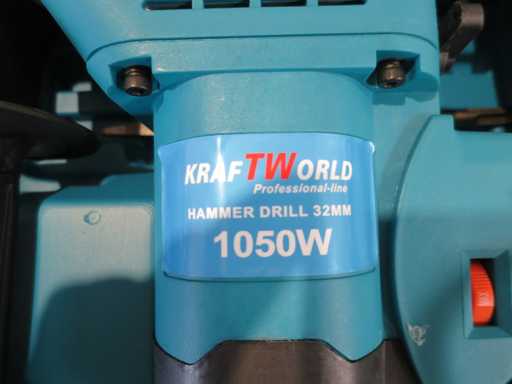 KRAFTWORLD
Professional-line
HAMMER DRILL 32MM
1050W